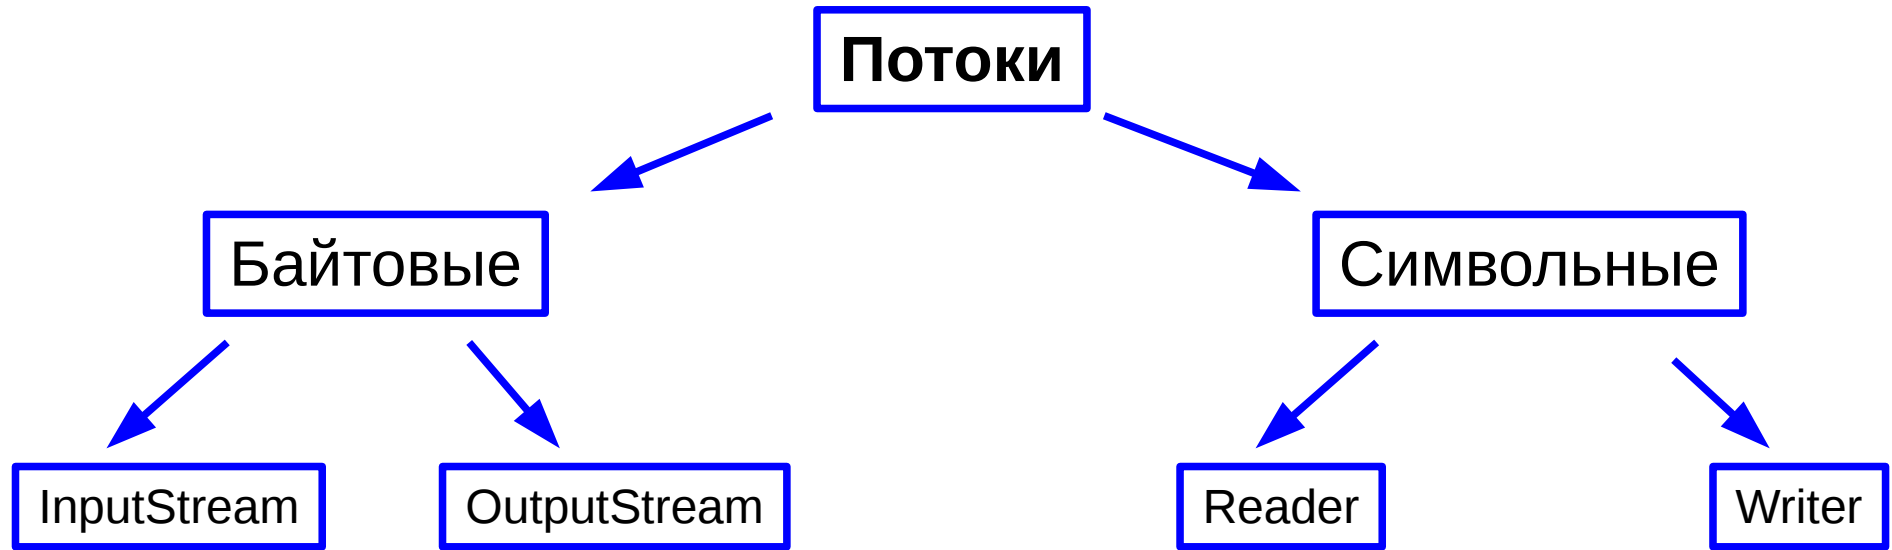 Потоки
Байтовые
Символьные
InputStream
OutputStream
Reader
Writer